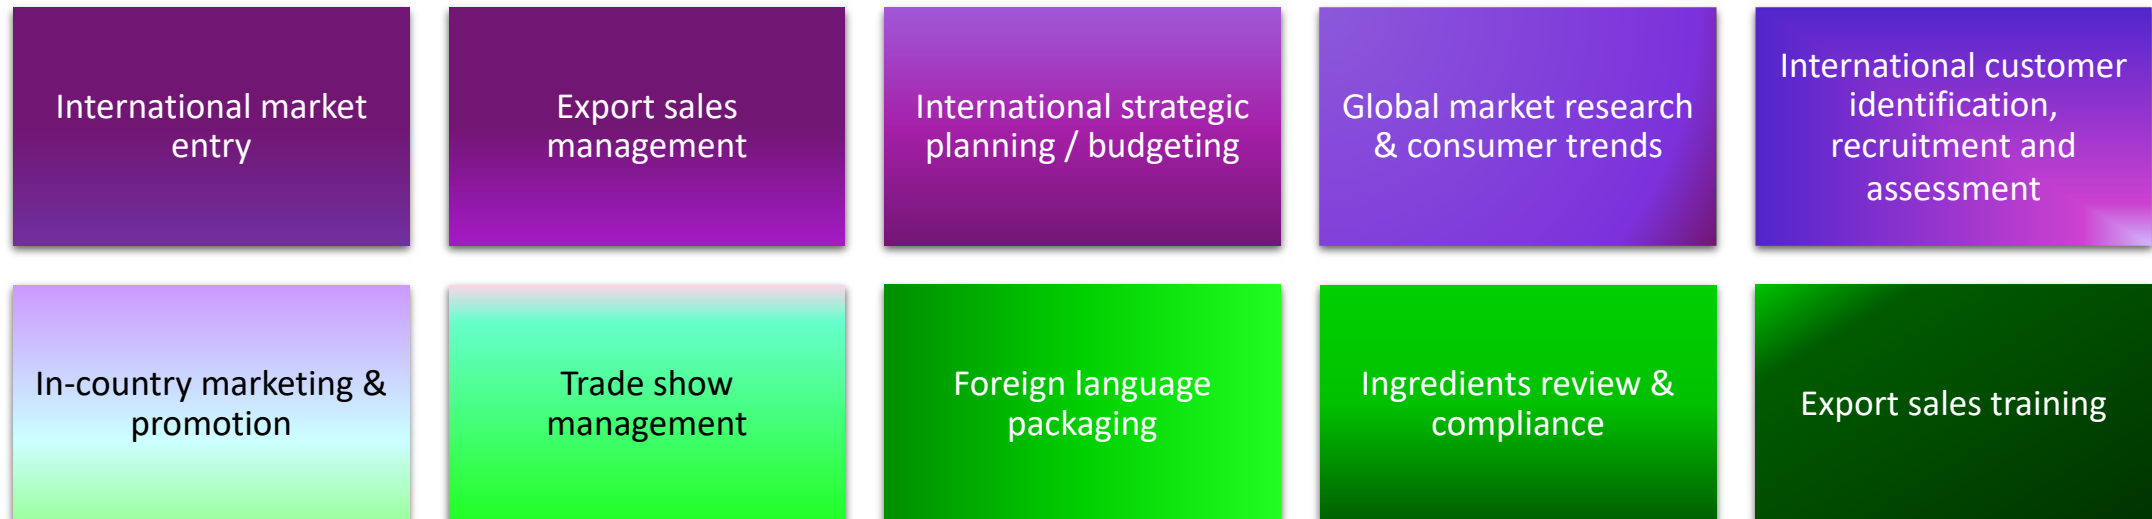 International market
entry
Export sales
management
International strategic
planning / budgeting
Global market research
& consumer trends
International customer
identification,
recruitment and
assessment
In-country marketing &
promotion
Trade show
management
Foreign language
packaging
Ingredients review &
compliance
Export sales training